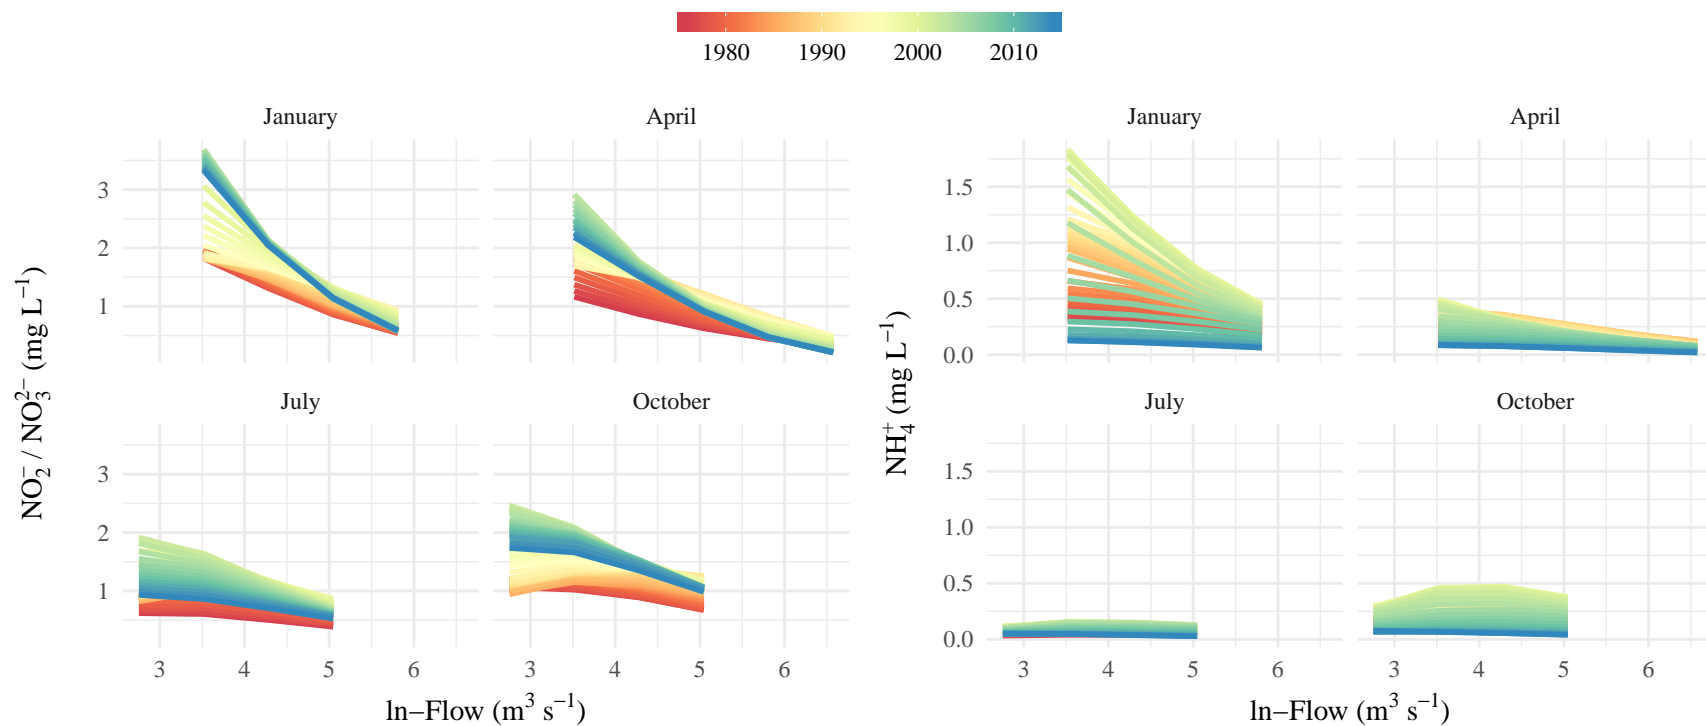 1980 1990 2000 2010
January April January April
3
2
1
1.5
1.0
0.5
0.0
July October July October
3
2
1
1.5
1.0
0.5
0.0
3 4 5 6 3 4 5 6 3 4 5 6 3 4 5 6
ln−Flow (m³ s⁻¹) ln−Flow (m³ s⁻¹)
NO₂⁻ / NO₃²⁻ (mg L⁻¹)
NH₄⁺ (mg L⁻¹)